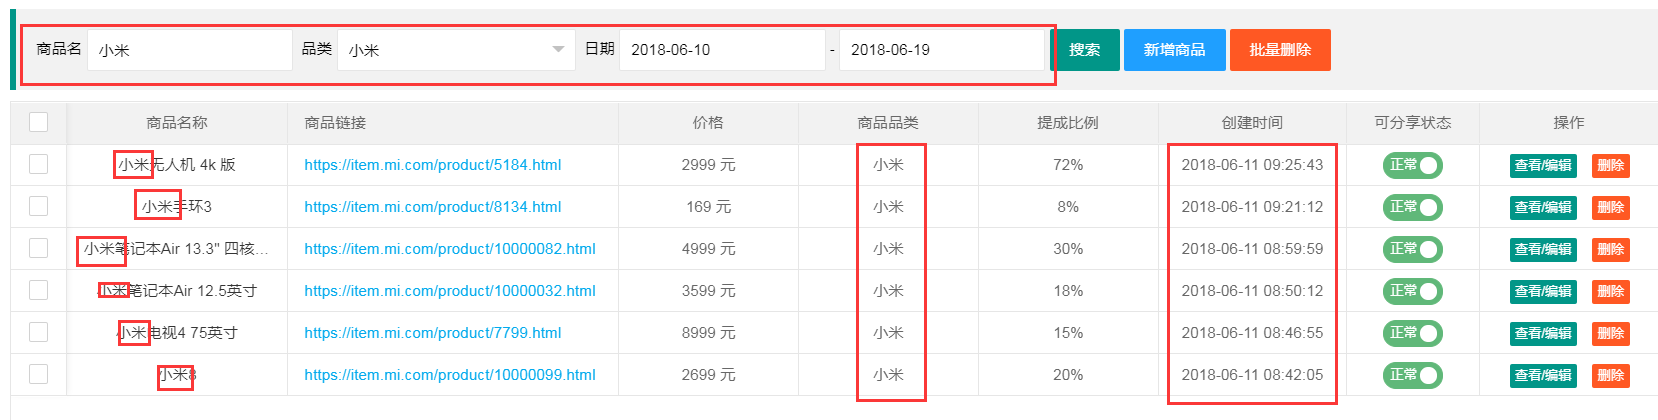 商品名 小米 品类 小米 日期 2018-06-10 - 2018-06-19 搜索 新增商品 批量删除
商品名称 商品链接 价格 商品品类 提成比例 创建时间 可分享状态 操作
小米无人机 4k 版 https://item.mi.com/product/5184.html 2999 元 小米 72% 2018-06-11 09:25:43 正常 查看/编辑 删除
小米手环3 https://item.mi.com/product/8134.html 169 元 小米 8% 2018-06-11 09:21:12 正常 查看/编辑 删除
小米笔记本Air 13.3" 四核... https://item.mi.com/product/10000082.html 4999 元 小米 30% 2018-06-11 08:59:59 正常 查看/编辑 删除
小米笔记本Air 12.5英寸 https://item.mi.com/product/10000032.html 3599 元 小米 18% 2018-06-11 08:50:12 正常 查看/编辑 删除
小米电视4 75英寸 https://item.mi.com/product/7799.html 8999 元 小米 15% 2018-06-11 08:46:55 正常 查看/编辑 删除
小米8 https://item.mi.com/product/10000099.html 2699 元 小米 20% 2018-06-11 08:42:05 正常 查看/编辑 删除